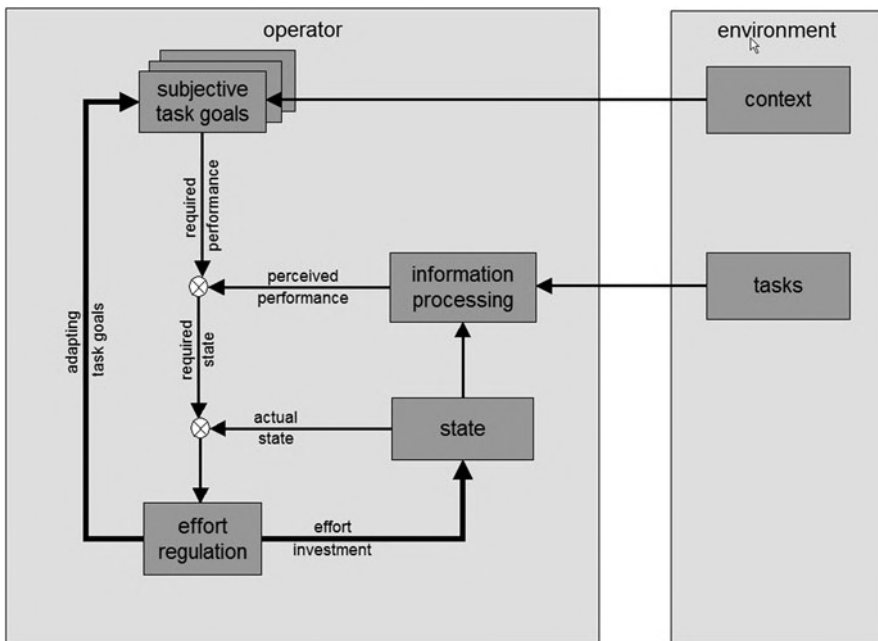 operator
environment
subjective
task goals
context
required
performance
perceived
performance
information
processing
tasks
adapting
task goals
required
state
actual
state
state
effort
regulation
effort
investment